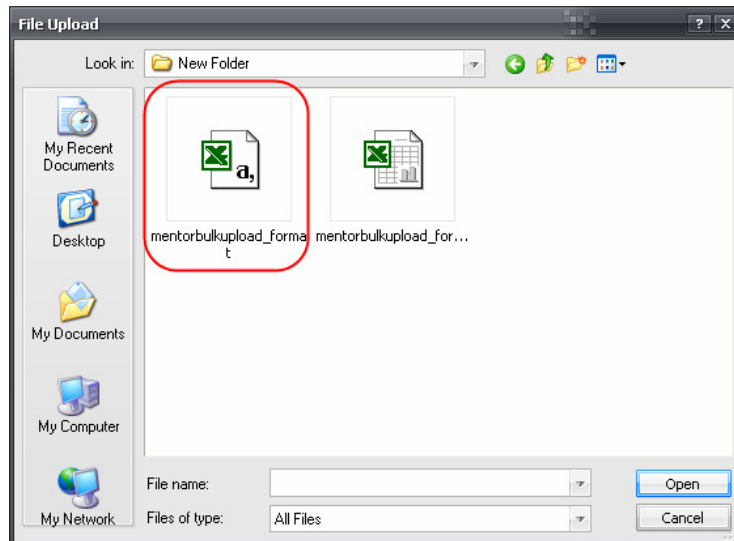 File Upload
Look in:
New Folder
My Recent
Documents
Desktop
My Documents
My Computer
My Network
a,
mentorbulkupload_forma
t
mentorbulkupload_for...
File name:
Open
Files of type:
All Files
Cancel